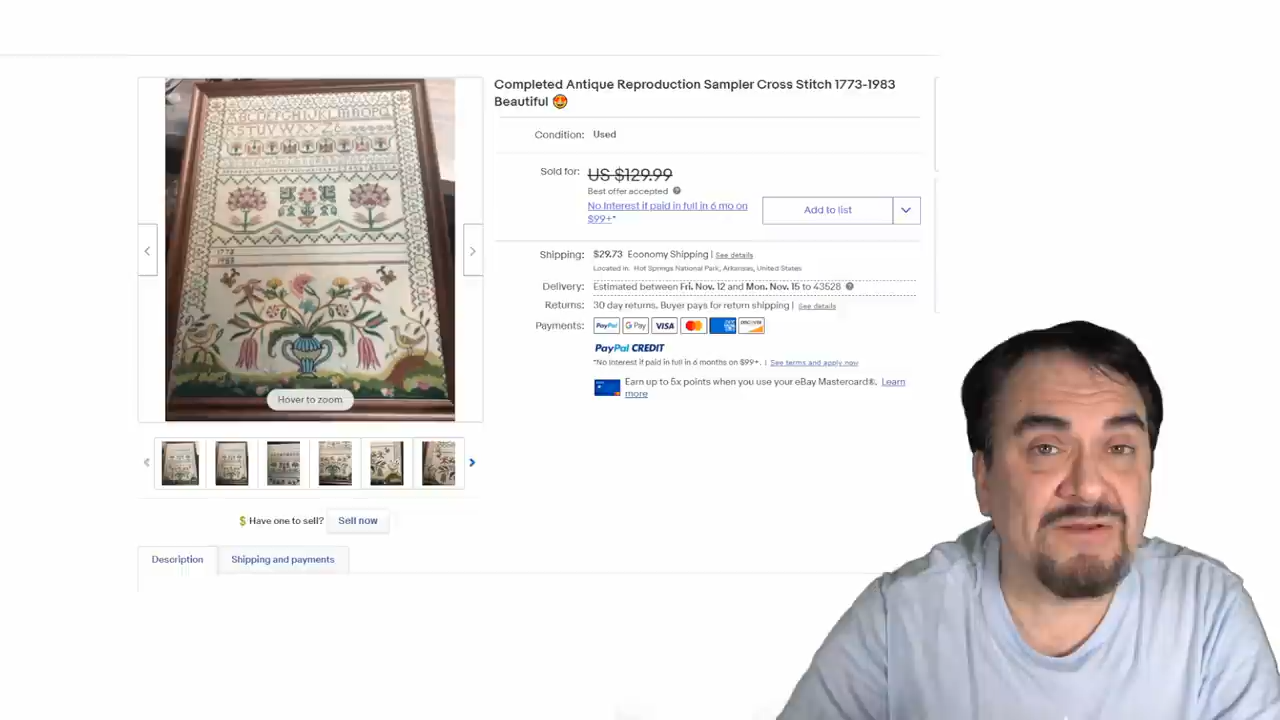 Completed Antique Reproduction Sampler Cross Stitch 1773-1983
Beautiful 😍
Condition: Used
Sold for: US $129.99
Best offer accepted
No Interest if paid in full in 6 mo on
$99+*
Add to list
Shipping: $29.73 Economy Shipping | See details
Located in: Hot Springs National Park, Arkansas, United States
Delivery: Estimated between Fri. Nov. 12 and Mon. Nov. 15 to 43528
Returns: 30 day returns. Buyer pays for return shipping | See details
Payments: PayPal G Pay VISA DISCOVER
PayPal CREDIT
*No Interest if paid in full in 6 months on $99+. | See terms and apply now
Earn up to 5x points when you use your eBay Mastercard®. Learn
more
1773
1983
Hover to zoom
$ Have one to sell? Sell now
Description Shipping and payments